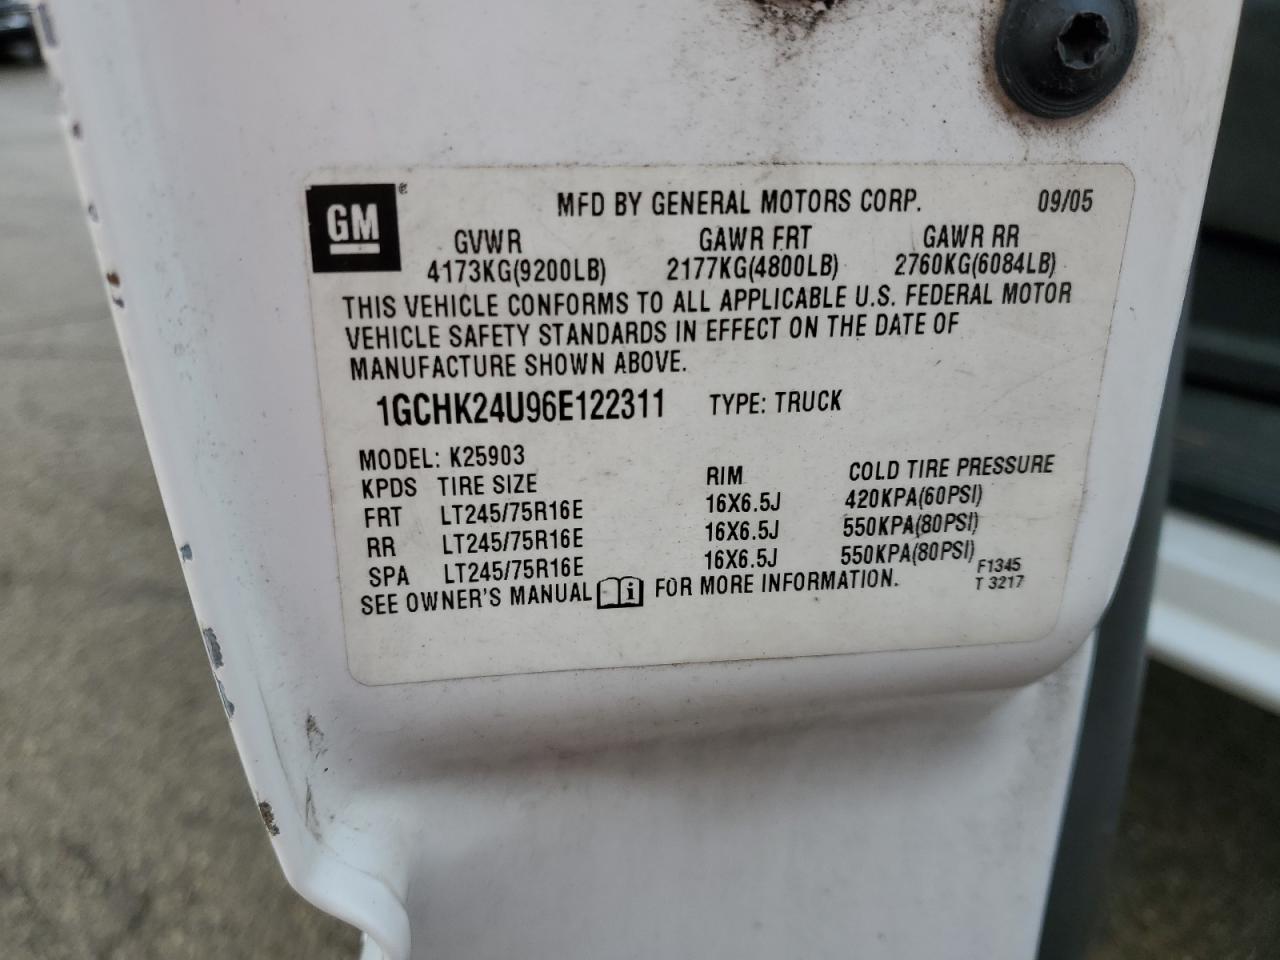 GM®
MFD BY GENERAL MOTORS CORP. 09/05
GVWR GAWR FRT GAWR RR
4173KG(9200LB) 2177KG(4800LB) 2760KG(6084LB)
THIS VEHICLE CONFORMS TO ALL APPLICABLE U.S. FEDERAL MOTOR
VEHICLE SAFETY STANDARDS IN EFFECT ON THE DATE OF
MANUFACTURE SHOWN ABOVE.
1GCHK24U96E122311 TYPE: TRUCK
MODEL: K25903
KPDS TIRE SIZE RIM COLD TIRE PRESSURE
FRT LT245/75R16E 16X6.5J 420KPA(60PSI)
RR LT245/75R16E 16X6.5J 550KPA(80PSI)
SPA LT245/75R16E 16X6.5J 550KPA(80PSI)
SEE OWNER'S MANUAL i FOR MORE INFORMATION.
F1345
T 3217